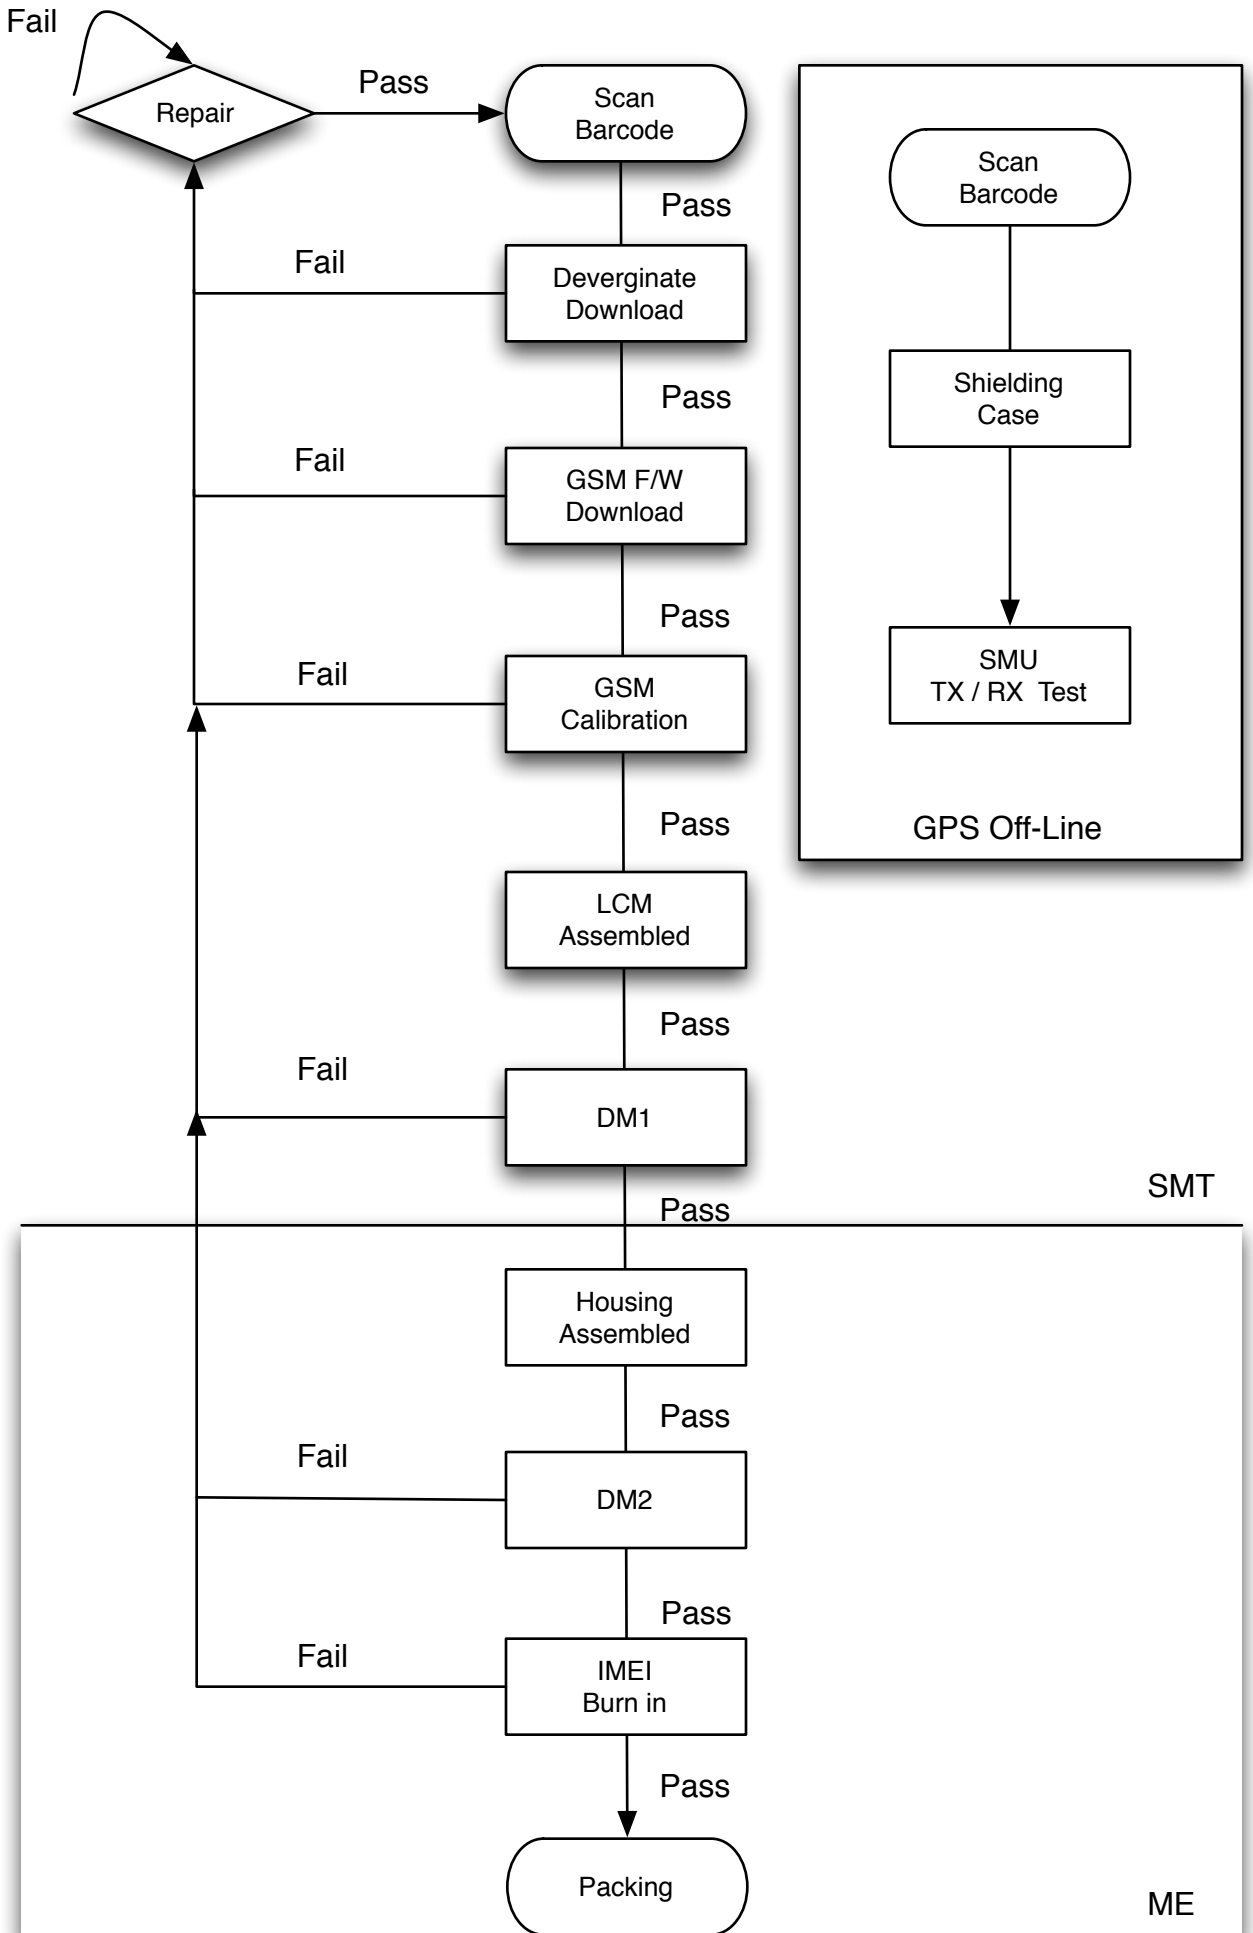 Fail
Repair
Pass
Scan
Barcode
Pass
Fail
Deverginate
Download
Pass
Fail
GSM F/W
Download
Pass
Fail
GSM
Calibration
Pass
LCM
Assembled
Pass
Fail
DM1
Pass
SMT
Housing
Assembled
Pass
Fail
DM2
Pass
Fail
IMEI
Burn in
Pass
Packing
ME
Scan
Barcode
Shielding
Case
SMU
TX / RX Test
GPS Off-Line